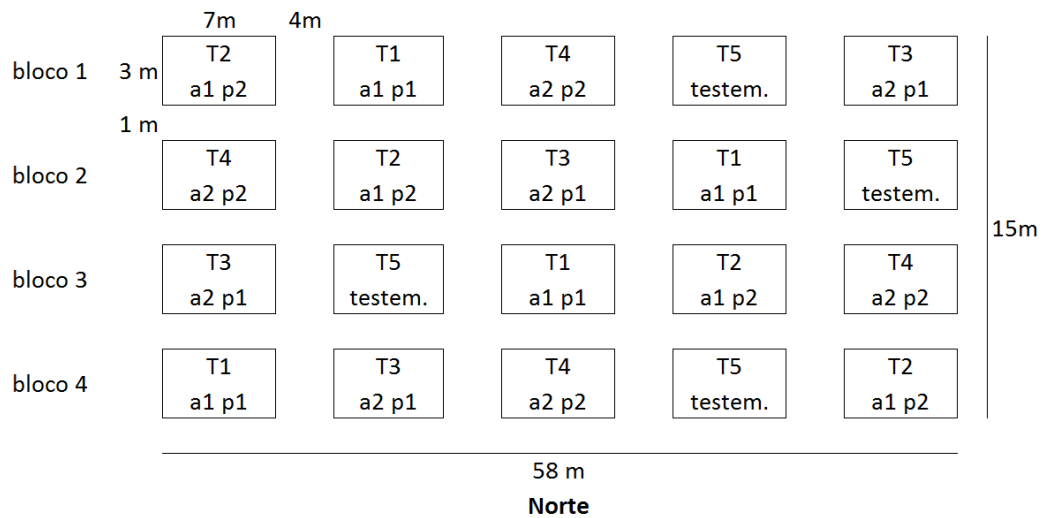 7m 4m
bloco 1 3 m T2 T1 T4 T5 T3
a1 p2 a1 p1 a2 p2 testem. a2 p1
1 m
bloco 2 T4 T2 T3 T1 T5
a2 p2 a1 p2 a2 p1 a1 p1 testem.
15m
bloco 3 T3 T5 T1 T2 T4
a2 p1 testem. a1 p1 a1 p2 a2 p2
bloco 4 T1 T3 T4 T5 T2
a1 p1 a2 p1 a2 p2 testem. a1 p2
58 m
Norte